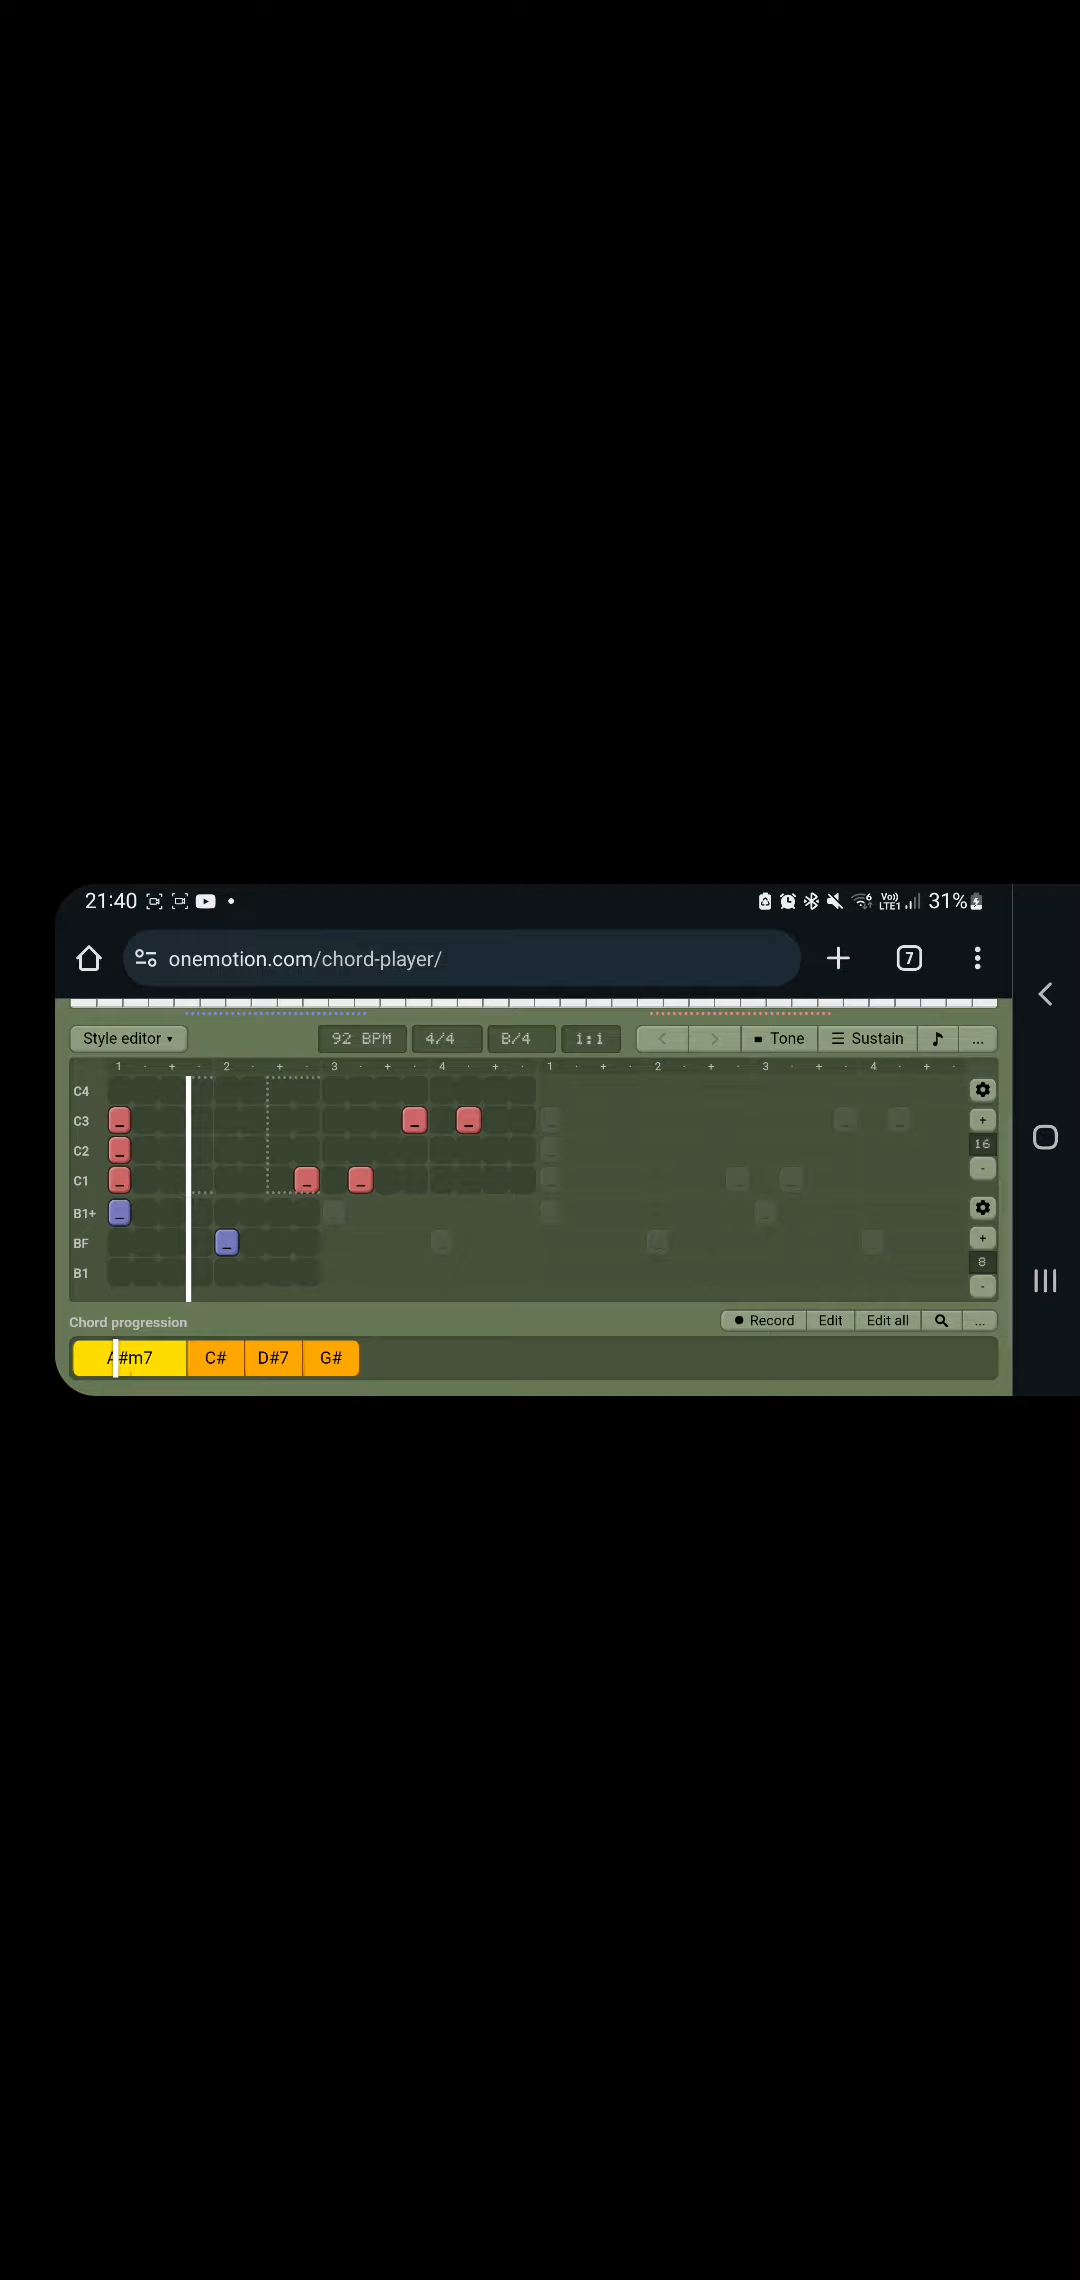 21:40 Vo)) LTE1 31%
onemotion.com/chord-player/ 7
Style editor 92 BPM 4/4 B/4 1:1 < > Tone Sustain ...
1 · + · 2 · + · 3 · + · 4 · + · 1 · + · 2 · + · 3 · + · 4 · + ·
C4
C3 +
C2 16
C1 -
B1+
BF +
B1 8
-
Chord progression Record Edit Edit all ...
A#m7 C# D#7 G#